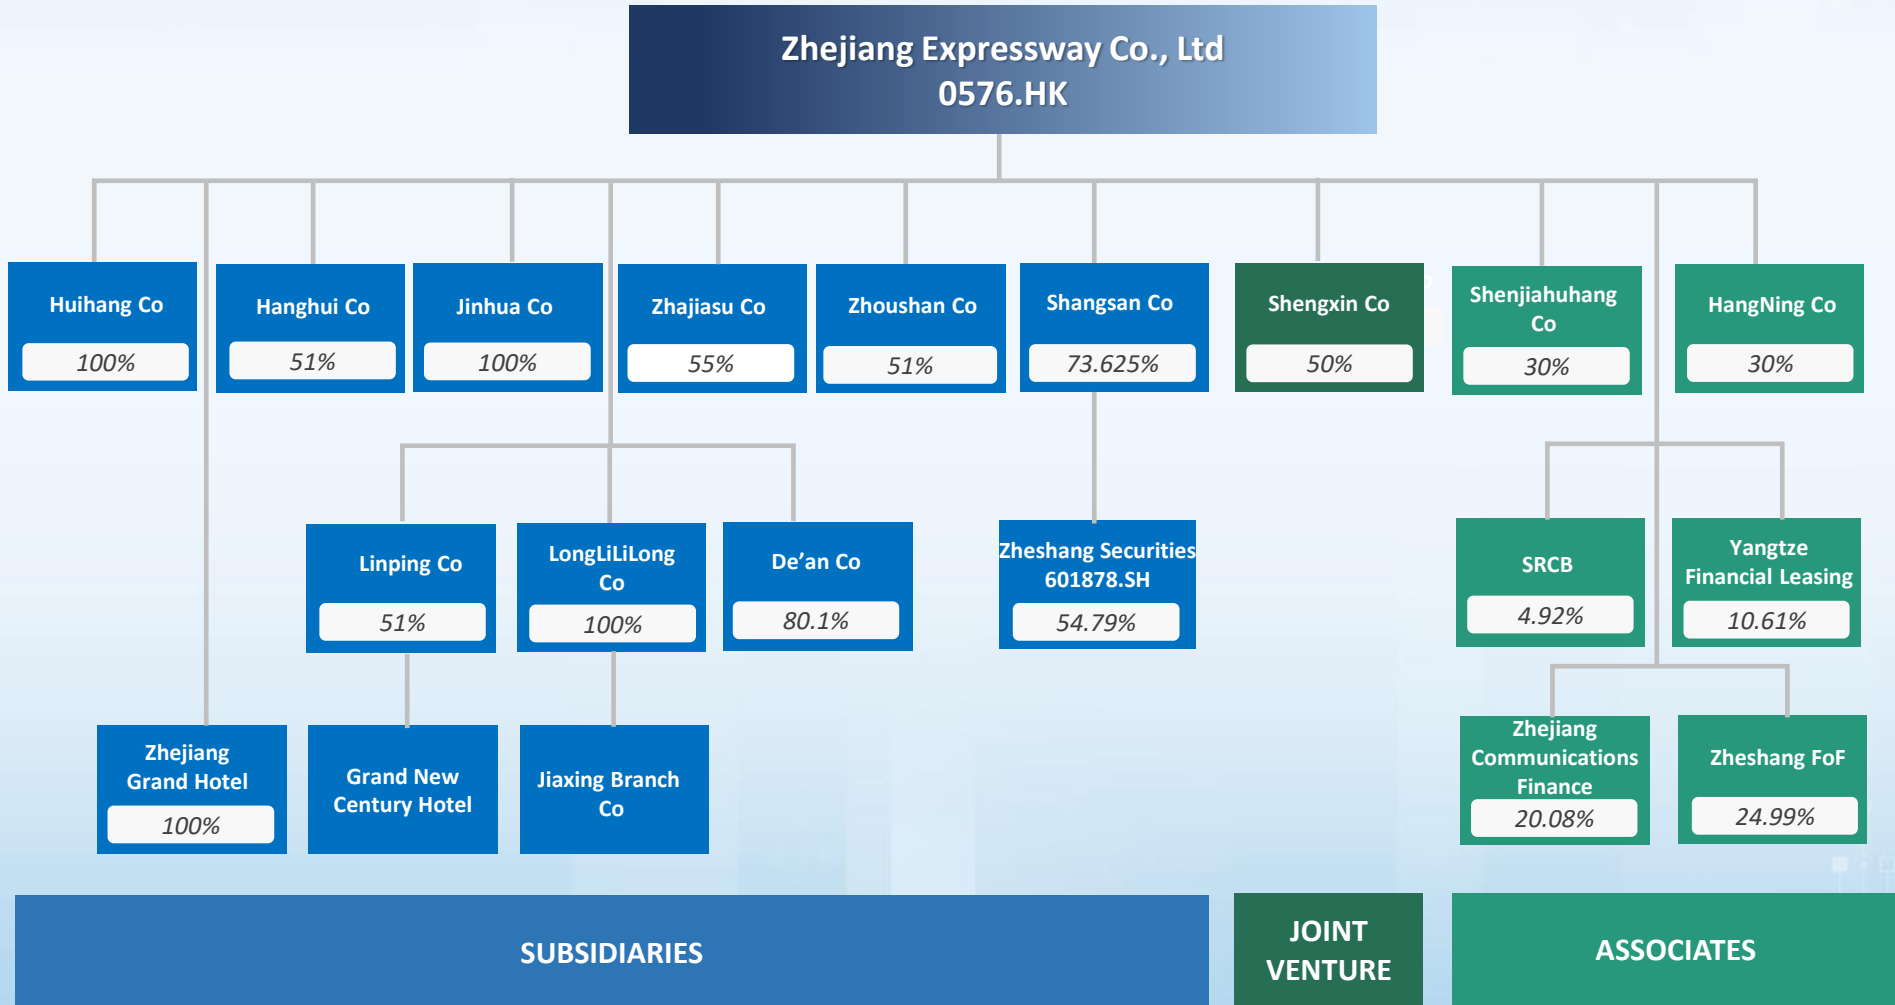 Zhejiang Expressway Co., Ltd
0576.HK
Huihang Co
100%
Hanghui Co
51%
Jinhua Co
100%
Zhajiasu Co
55%
Zhoushan Co
51%
Shangsan Co
73.625%
Shengxin Co
50%
Shenjiahuhang
Co
30%
HangNing Co
30%
Linping Co
51%
LongLiLiLong
Co
100%
De’an Co
80.1%
Zheshang Securities
601878.SH
54.79%
SRCB
4.92%
Yangtze
Financial Leasing
10.61%
Zhejiang
Grand Hotel
100%
Grand New
Century Hotel
Jiaxing Branch
Co
Zhejiang
Communications
Finance
20.08%
Zheshang FoF
24.99%
SUBSIDIARIES
JOINT
VENTURE
ASSOCIATES